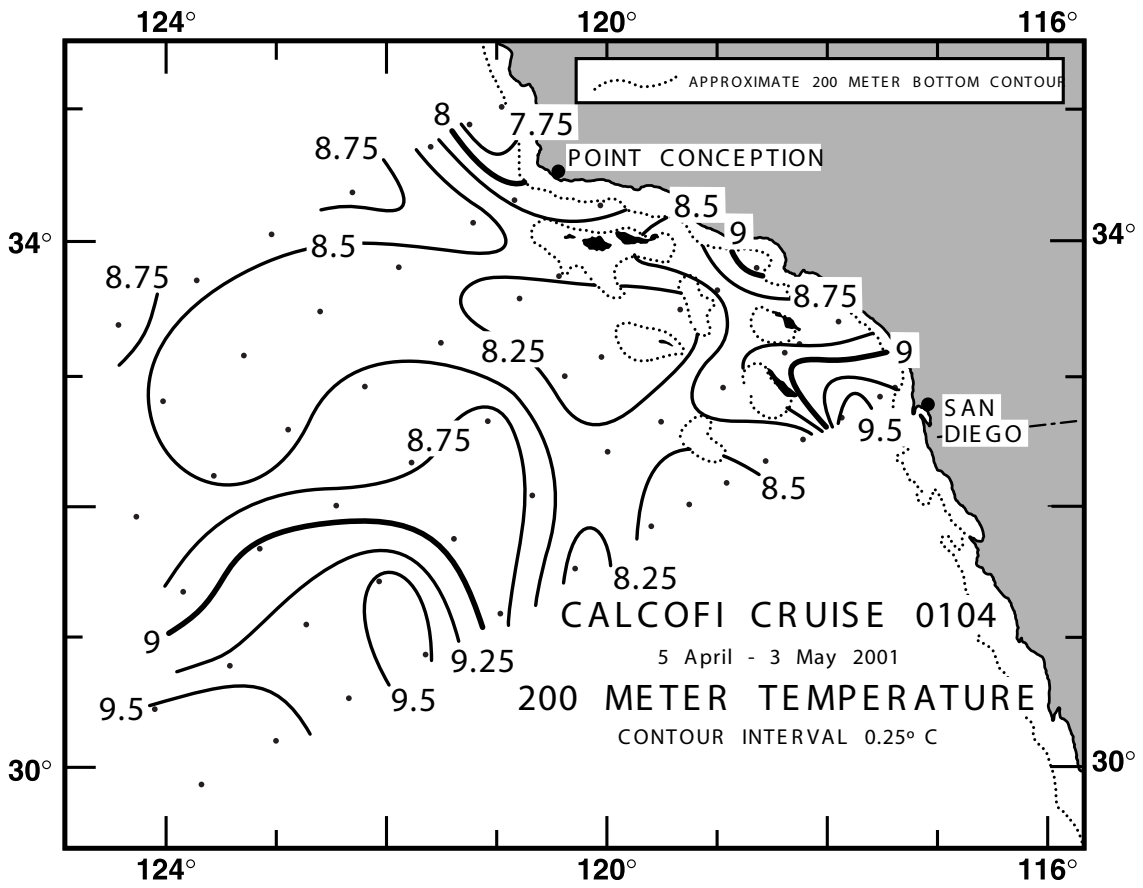 124° 120° 116°
APPROXIMATE 200 METER BOTTOM CONTOUR
8 7.75
8.75
POINT CONCEPTION
8.5
9
34° 8.5 34°
8.75
8.75
8.25
9
SAN
DIEGO
9.5
8.75
8.5
8.25
CALCOFI CRUISE 0104
9
5 April - 3 May 2001
9.25
200 METER TEMPERATURE
9.5
9.5
CONTOUR INTERVAL 0.25º C
30° 30°
124° 120° 116°